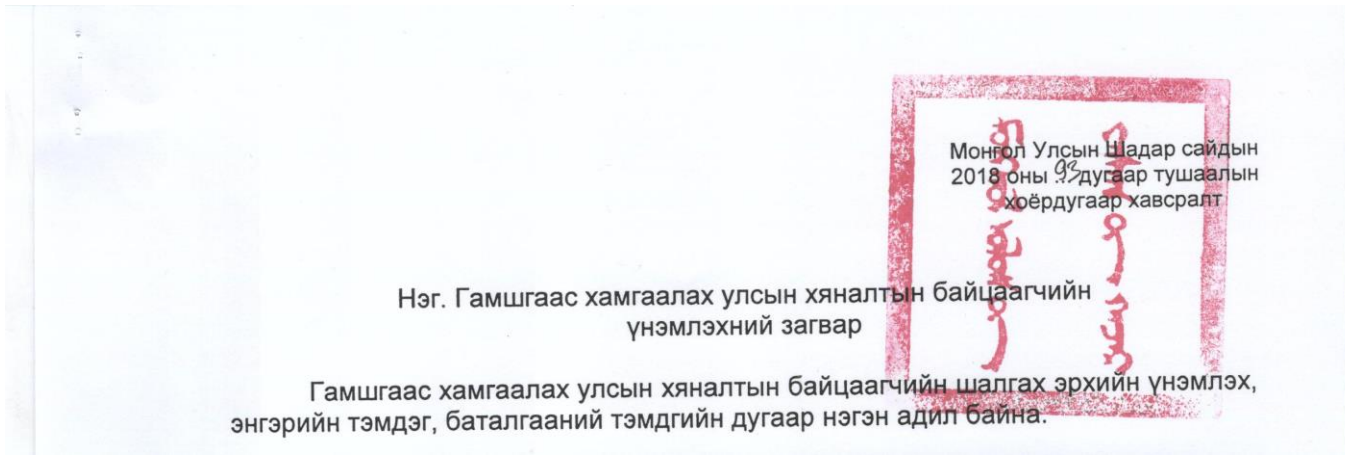 Монгол Улсын Шадар сайдын
2018 оны 93 дугаар тушаалын
хоёрдугаар хавсралт
Нэг. Гамшгаас хамгаалах улсын хяналтын байцаагчийн
үнэмлэхний загвар
Гамшгаас хамгаалах улсын хяналтын байцаагчийн шалгах эрхийн үнэмлэх,
энгэрийн тэмдэг, баталгааний тэмдгийн дугаар нэгэн адил байна.